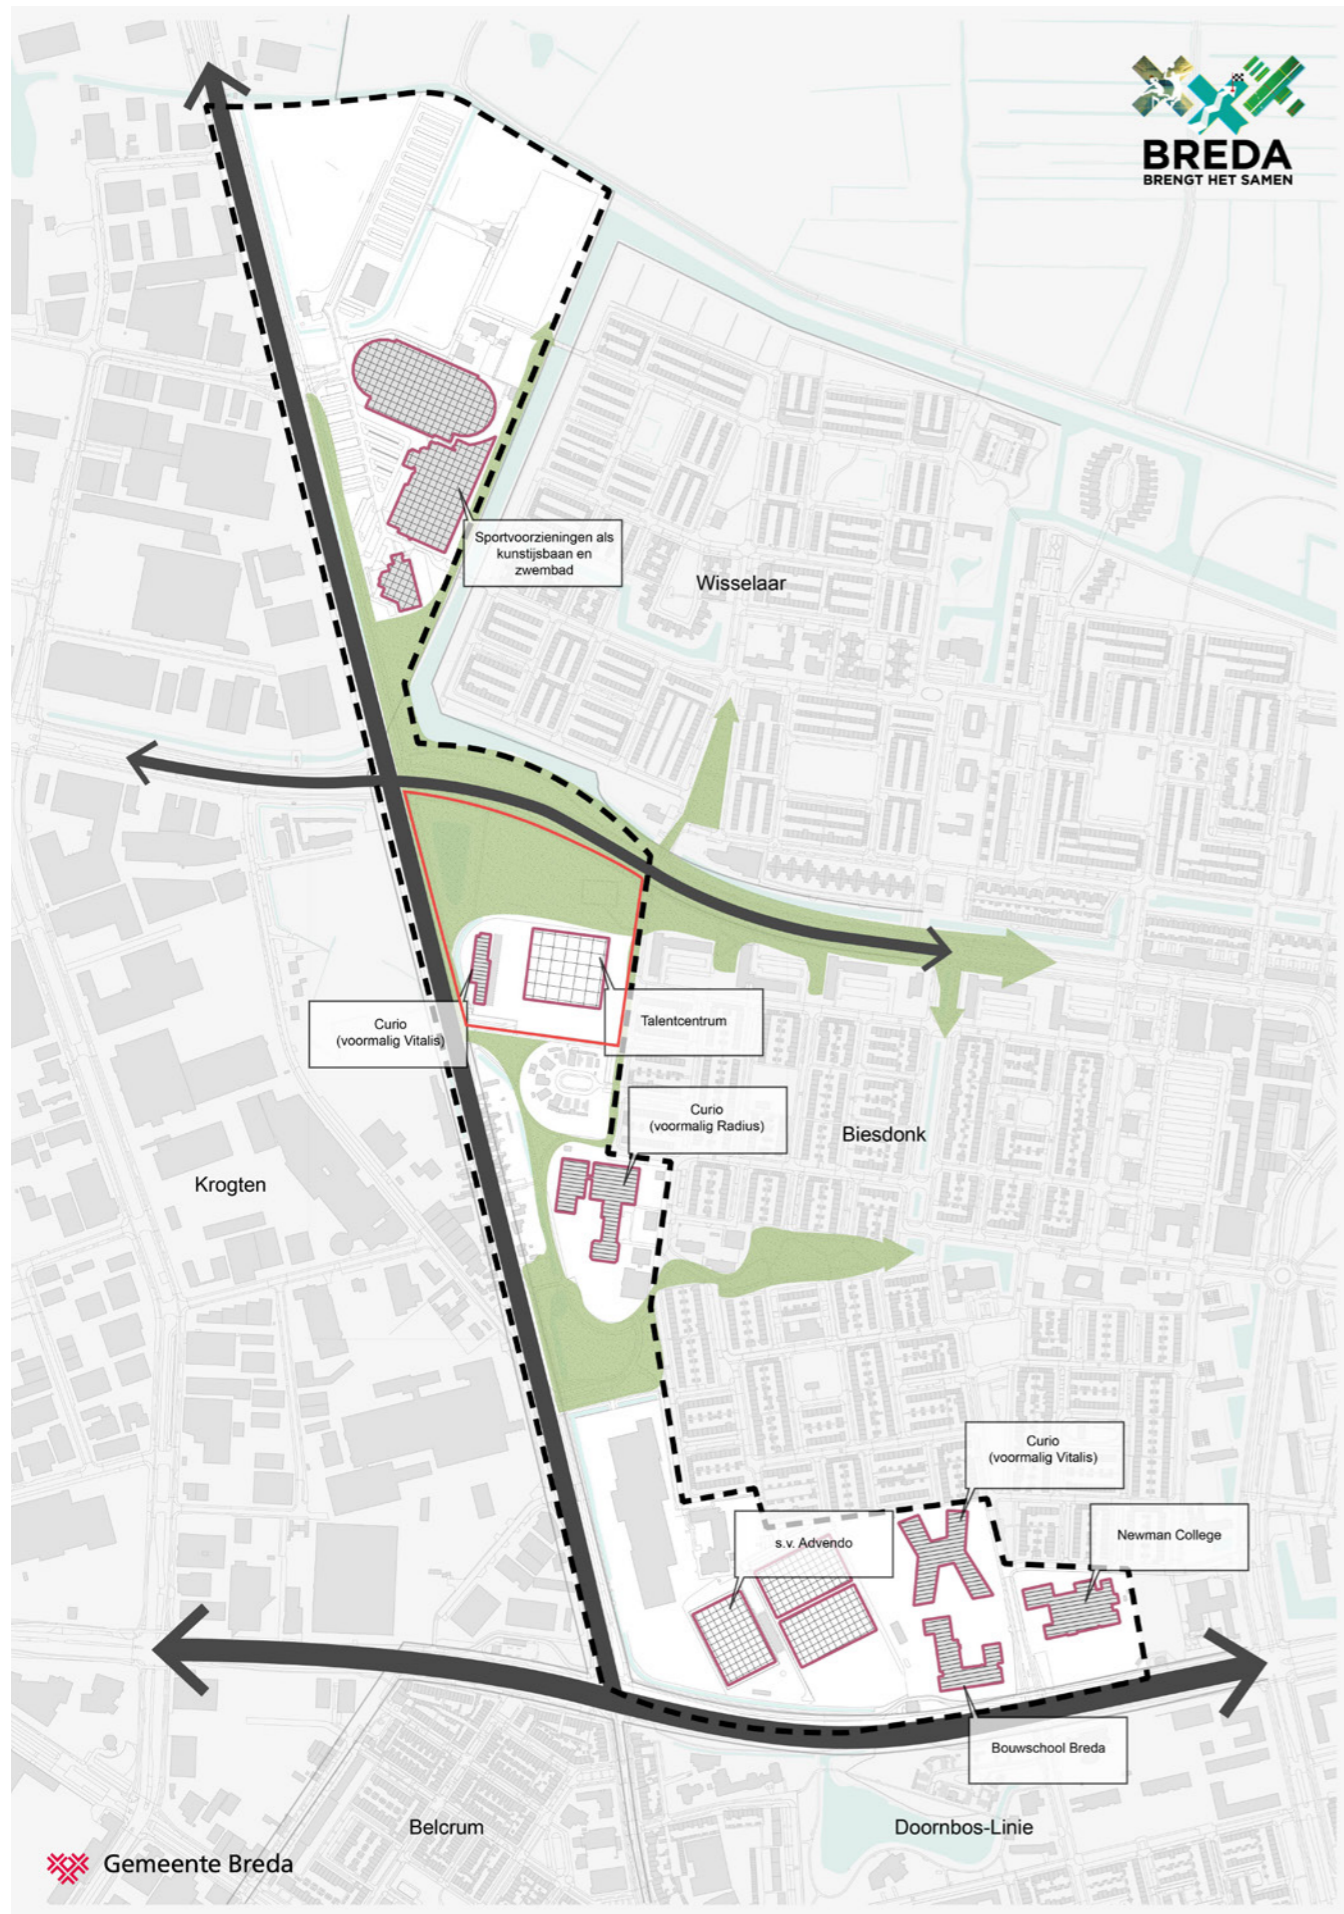 BREDA
BRENGT HET SAMEN
Sportvoorzieningen als
kunstijsbaan en
zwembad
Wisselaar
Curio
(voormalig Vitalis)
Talentcentrum
Curio
(voormalig Radius)
Biesdonk
Krogten
Curio
(voormalig Vitalis)
Newman College
s.v. Advendo
Bouwschool Breda
Belcrum
Doornbos-Linie
Gemeente Breda